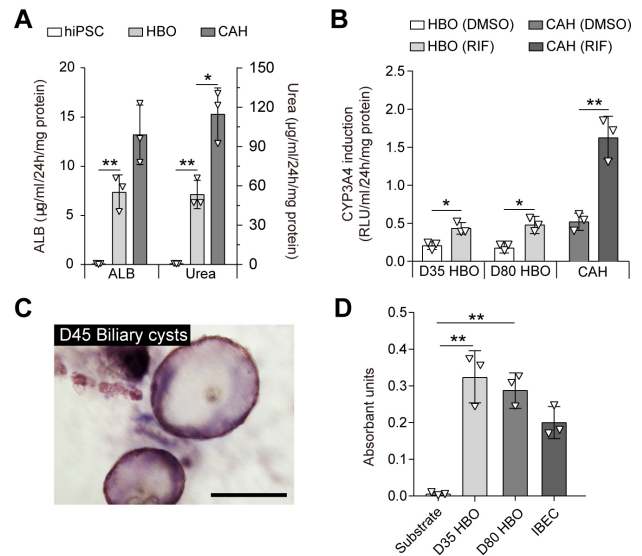 A
hiPSC HBO CAH
20
15
10
5
0
ALB (µg/ml/24h/mg protein)
**
**
*
150
120
90
60
30
0
Urea (µg/ml/24h/mg protein)
ALB Urea
B
HBO (DMSO) CAH (DMSO)
HBO (RIF) CAH (RIF)
2.5
2.0
1.5
1.0
0.5
0.0
CYP3A4 induction
(RLU/ml/24h/mg protein)
*
*
**
D35 HBO D80 HBO CAH
C
D45 Biliary cysts
D
0.5
0.4
0.3
0.2
0.1
0.0
Absorbant units
**
**
Substrate
D35 HBO
D80 HBO
IBEC